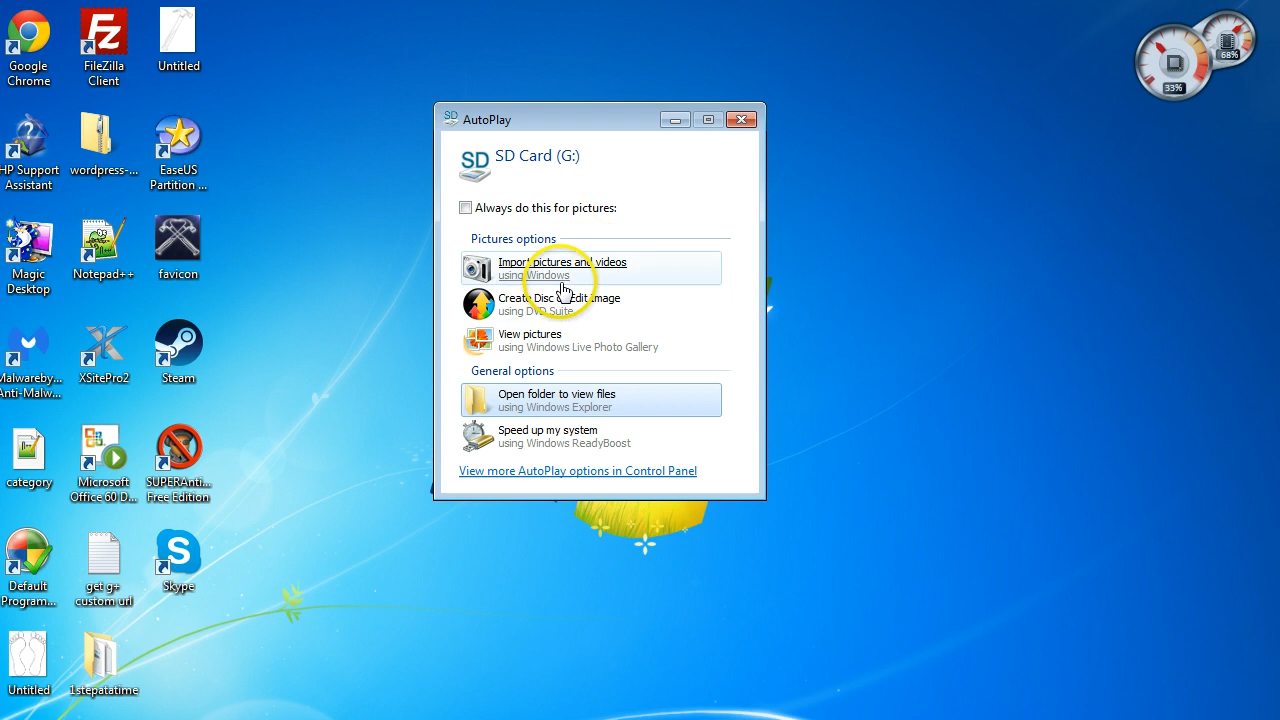 Google
Chrome
FileZilla
Client
Untitled
HP Support
Assistant
wordpress-...
EaseUS
Partition ...
Magic
Desktop
Notepad++
favicon
Malwareby...
Anti-Malw...
XSitePro2
Steam
category
Microsoft
Office 60 D...
SUPERAnti...
Free Edition
Default
Program...
get g+
custom url
Skype
Untitled
1stepatatime
AutoPlay
SD
SD Card (G:)
Always do this for pictures:
Pictures options
Import pictures and videos
using Windows
Create Disc Edit Image
using DVD Suite
View pictures
using Windows Live Photo Gallery
General options
Open folder to view files
using Windows Explorer
Speed up my system
using Windows ReadyBoost
View more AutoPlay options in Control Panel
68%
33%